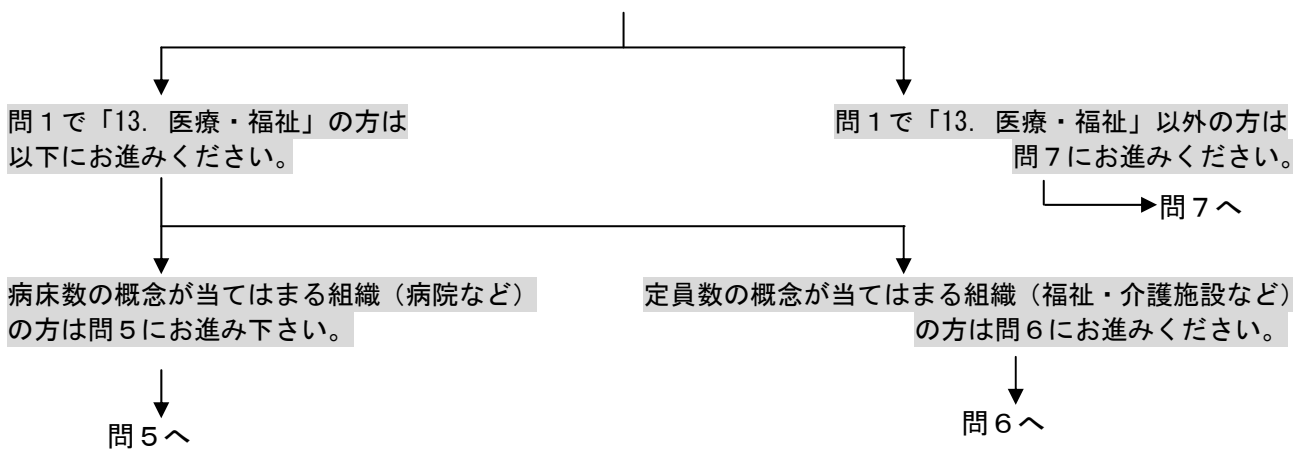 問１で「13. 医療・福祉」の方は
以下にお進みください。
問１で「13. 医療・福祉」以外の方は
問７にお進みください。
問７へ
病床数の概念が当てはまる組織（病院など）
の方は問５にお進み下さい。
定員数の概念が当てはまる組織（福祉・介護施設など）
の方は問６にお進みください。
問５へ
問６へ